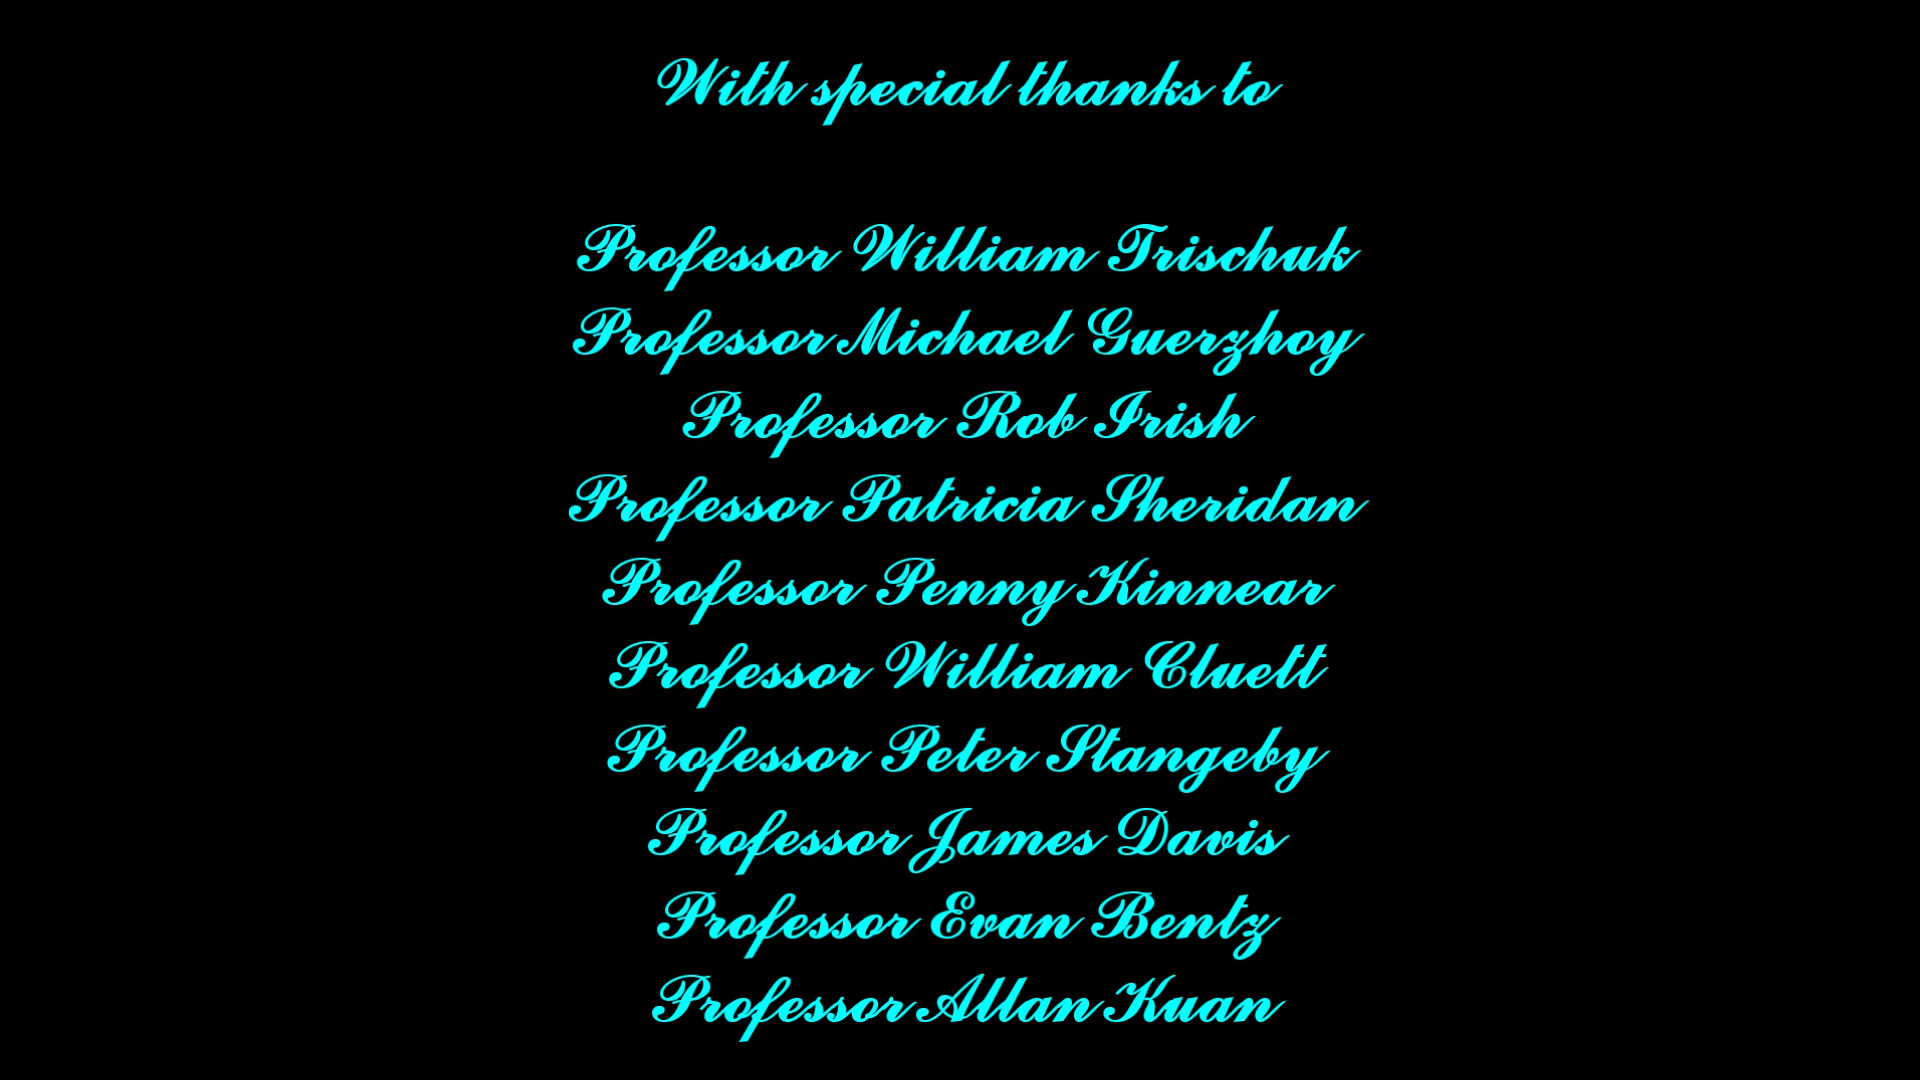 With special thanks to
Professor William Trischuk
Professor Michael Guerzhoy
Professor Rob Irish
Professor Patricia Sheridan
Professor Penny Kinnear
Professor William Cluett
Professor Peter Stangeby
Professor James Davis
Professor Evan Bentz
Professor Allan Kuan